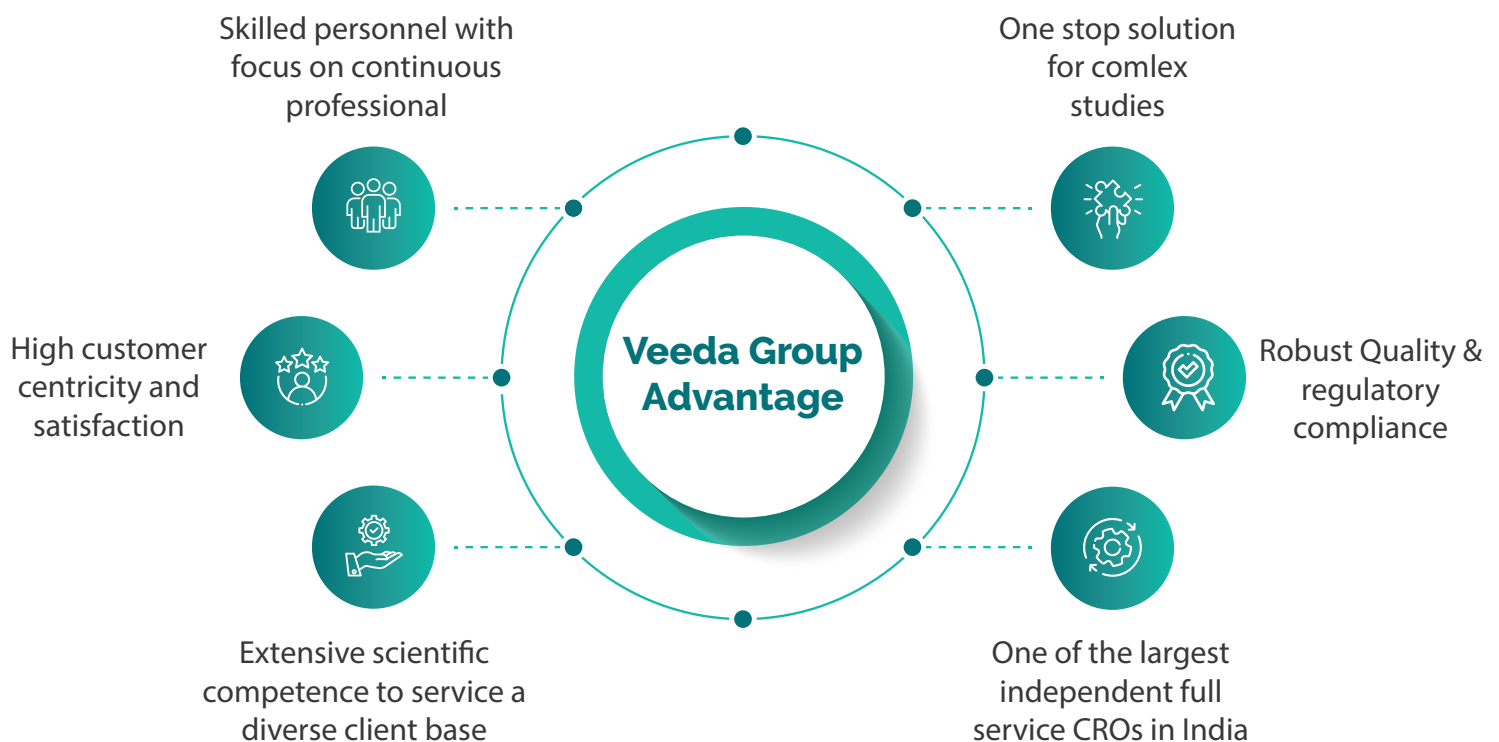 Skilled personnel with
focus on continuous
professional
One stop solution
for comlex
studies
High customer
centricity and
satisfaction
Veeda Group
Advantage
Robust Quality &
regulatory
compliance
Extensive scientific
competence to service a
diverse client base
One of the largest
independent full
service CROs in India